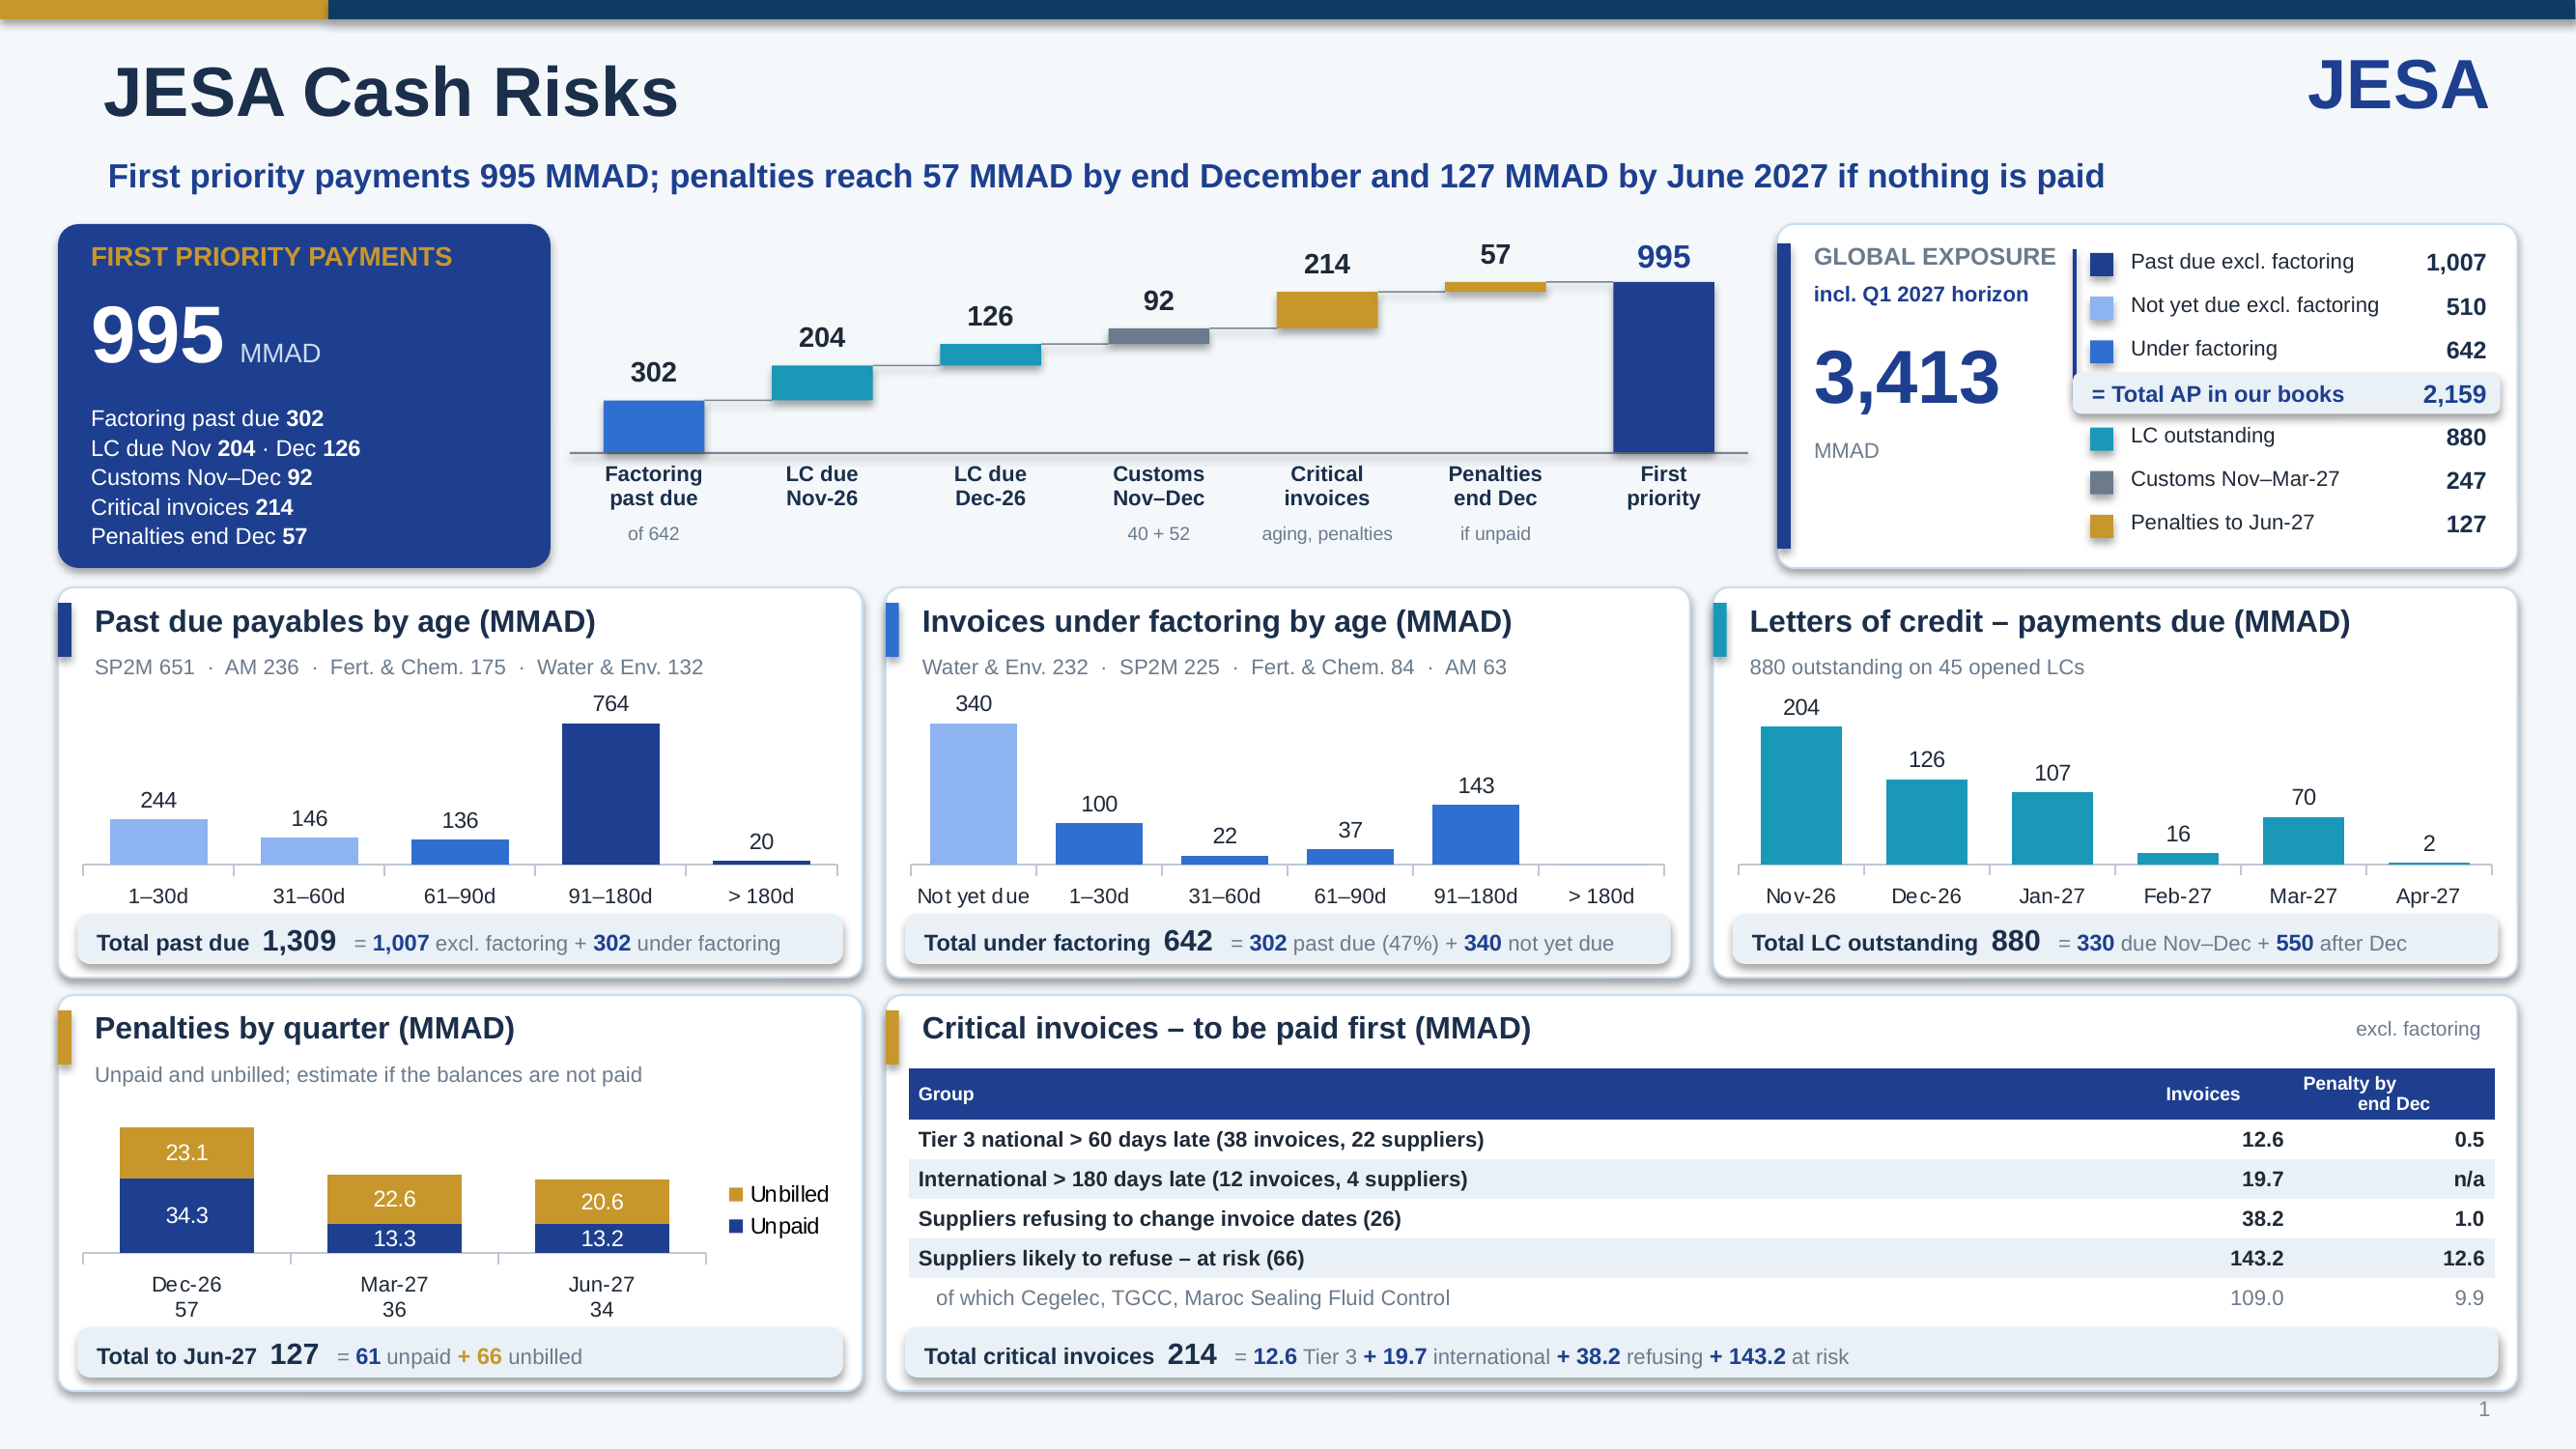 JESA Cash Risks
JESA
First priority payments 995 MMAD; penalties reach 57 MMAD by end December and 127 MMAD by June 2027 if nothing is paid
FIRST PRIORITY PAYMENTS
995 MMAD
Factoring past due 302
LC due Nov 204 · Dec 126
Customs Nov–Dec 92
Critical invoices 214
Penalties end Dec 57
302
204
126
92
214
57
995
Factoring past due
of 642
LC due Nov-26
LC due Dec-26
Customs Nov–Dec
40 + 52
Critical invoices
aging, penalties
Penalties end Dec
if unpaid
First priority
GLOBAL EXPOSURE
incl. Q1 2027 horizon
3,413
MMAD
Past due excl. factoring 1,007
Not yet due excl. factoring 510
Under factoring 642
= Total AP in our books 2,159
LC outstanding 880
Customs Nov–Mar-27 247
Penalties to Jun-27 127
Past due payables by age (MMAD)
SP2M 651 · AM 236 · Fert. & Chem. 175 · Water & Env. 132
244
146
136
764
20
1–30d
31–60d
61–90d
91–180d
> 180d
Total past due 1,309 = 1,007 excl. factoring + 302 under factoring
Invoices under factoring by age (MMAD)
Water & Env. 232 · SP2M 225 · Fert. & Chem. 84 · AM 63
340
100
22
37
143
Not yet due
1–30d
31–60d
61–90d
91–180d
> 180d
Total under factoring 642 = 302 past due (47%) + 340 not yet due
Letters of credit – payments due (MMAD)
880 outstanding on 45 opened LCs
204
126
107
16
70
2
Nov-26
Dec-26
Jan-27
Feb-27
Mar-27
Apr-27
Total LC outstanding 880 = 330 due Nov–Dec + 550 after Dec
Penalties by quarter (MMAD)
Unpaid and unbilled; estimate if the balances are not paid
23.1
34.3
22.6
13.3
20.6
13.2
Unbilled
Unpaid
Dec-26
57
Mar-27
36
Jun-27
34
Total to Jun-27 127 = 61 unpaid + 66 unbilled
Critical invoices – to be paid first (MMAD)
excl. factoring
Group Invoices Penalty by end Dec
Tier 3 national > 60 days late (38 invoices, 22 suppliers) 12.6 0.5
International > 180 days late (12 invoices, 4 suppliers) 19.7 n/a
Suppliers refusing to change invoice dates (26) 38.2 1.0
Suppliers likely to refuse – at risk (66) 143.2 12.6
of which Cegelec, TGCC, Maroc Sealing Fluid Control 109.0 9.9
Total critical invoices 214 = 12.6 Tier 3 + 19.7 international + 38.2 refusing + 143.2 at risk
1